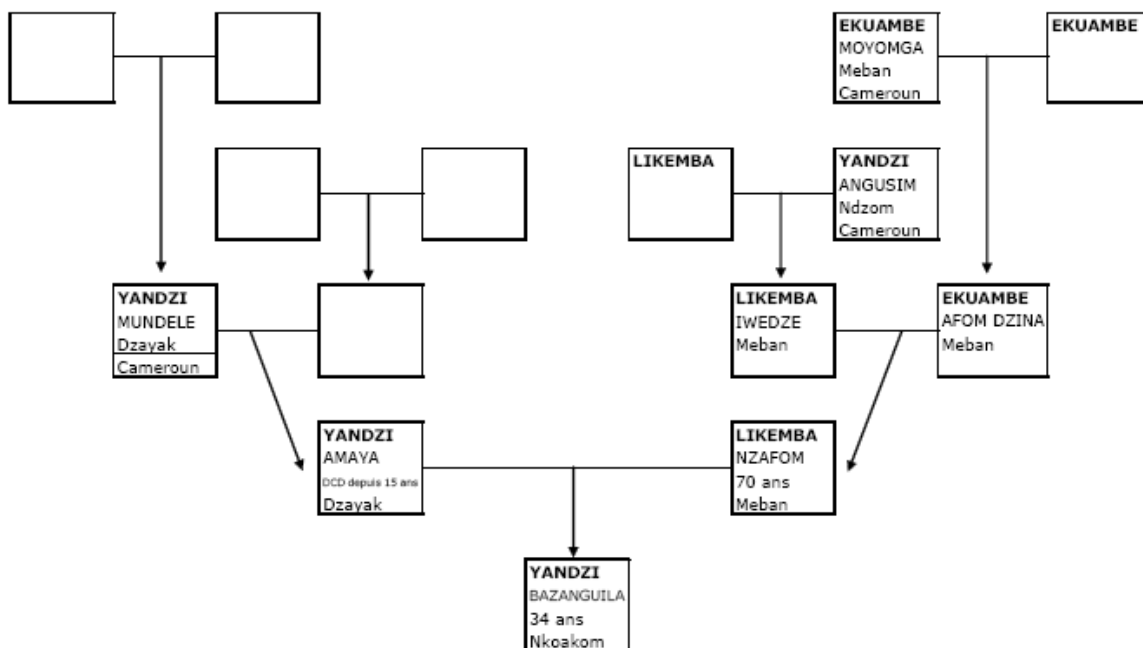 EKUAMBE
MOYOMGA
Meban
Cameroun
EKUAMBE
LIKEMBA
YANDZI
ANGUSIM
Ndzom
Cameroun
YANDZI
MUNDELE
Dzayak
Cameroun
LIKEMBA
IWEDZE
Meban
EKUAMBE
AFOM DZINA
Meban
YANDZI
AMAYA
DCD depuis 15 ans
Dzayak
LIKEMBA
NZAFOM
70 ans
Meban
YANDZI
BAZANGUILA
34 ans
Nkoakom